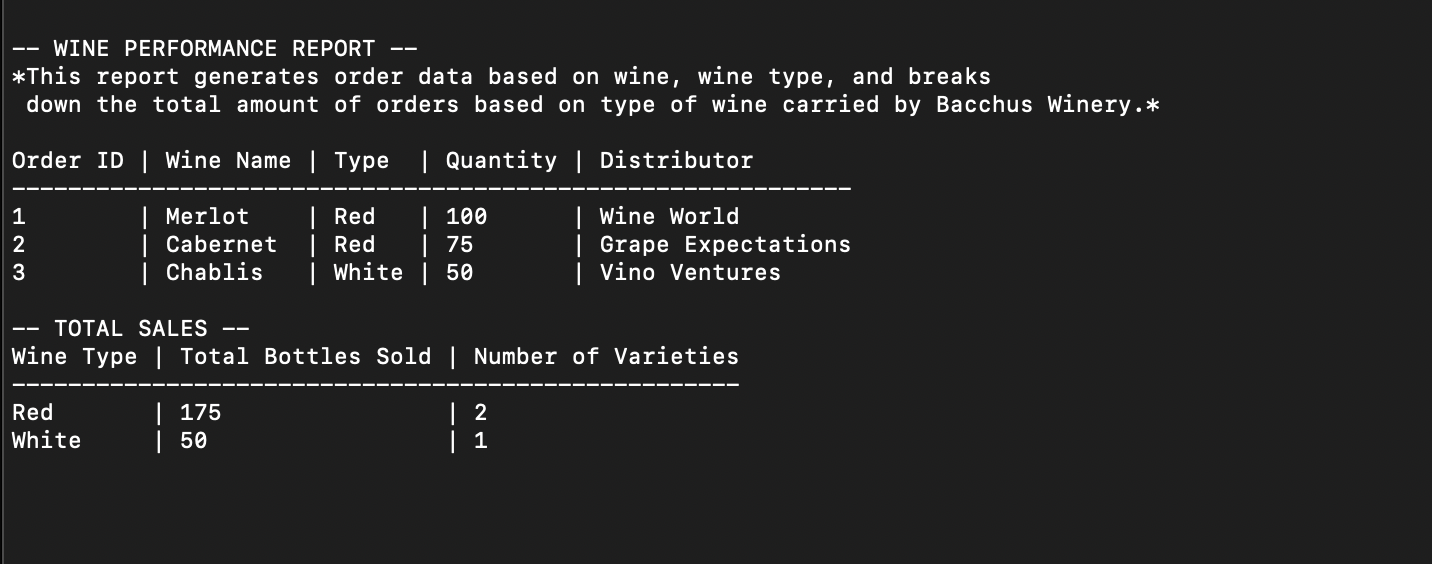 -- WINE PERFORMANCE REPORT --
*This report generates order data based on wine, wine type, and breaks
down the total amount of orders based on type of wine carried by Bacchus Winery.*
Order ID | Wine Name | Type  | Quantity | Distributor
------------------------------------------------------------
1        | Merlot    | Red   | 100      | Wine World
2        | Cabernet  | Red   | 75       | Grape Expectations
3        | Chablis   | White | 50       | Vino Ventures
-- TOTAL SALES --
Wine Type | Total Bottles Sold | Number of Varieties
----------------------------------------------------
Red       | 175                | 2
White     | 50                 | 1